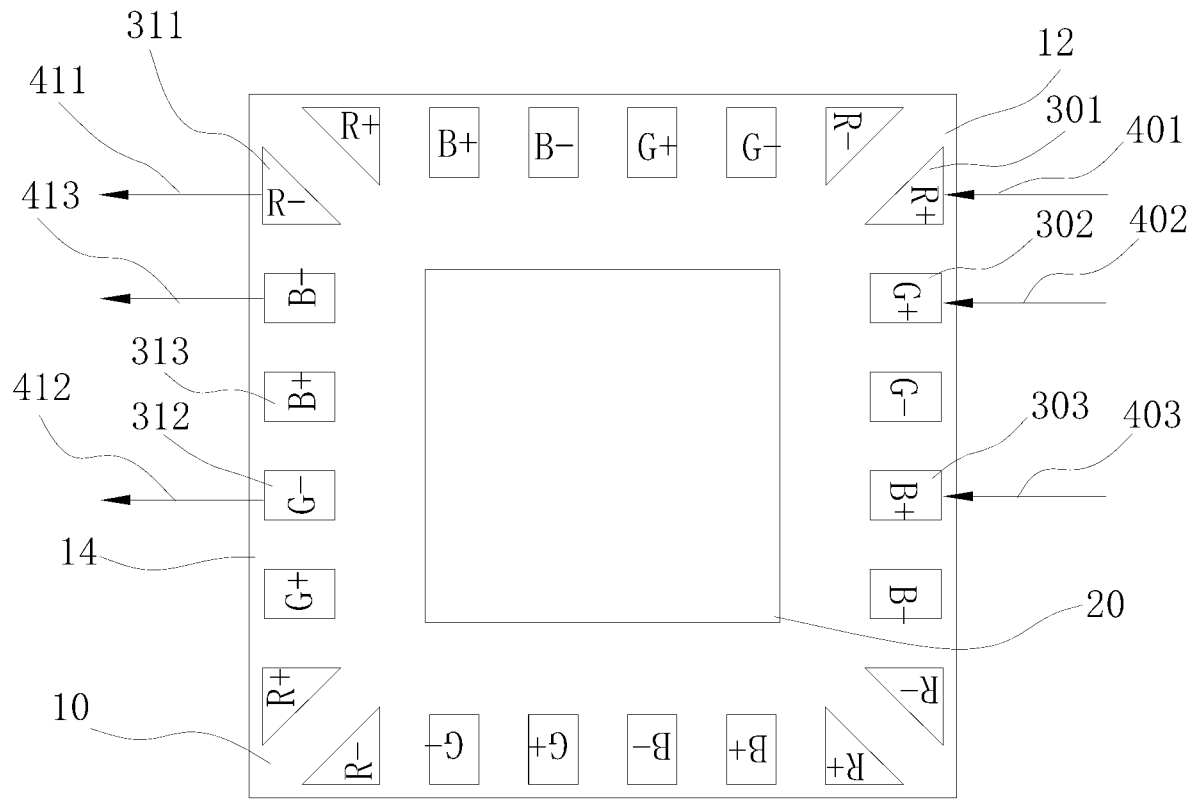 311
12
411
301
401
R+
B+
B-
G+
G-
R-
R-
R+
413
302
402
B-
G+
313
B+
G-
412
312
303
403
G-
B+
14
G+
B-
20
R+
R-
10
R-
G-
G+
B-
B+
R+